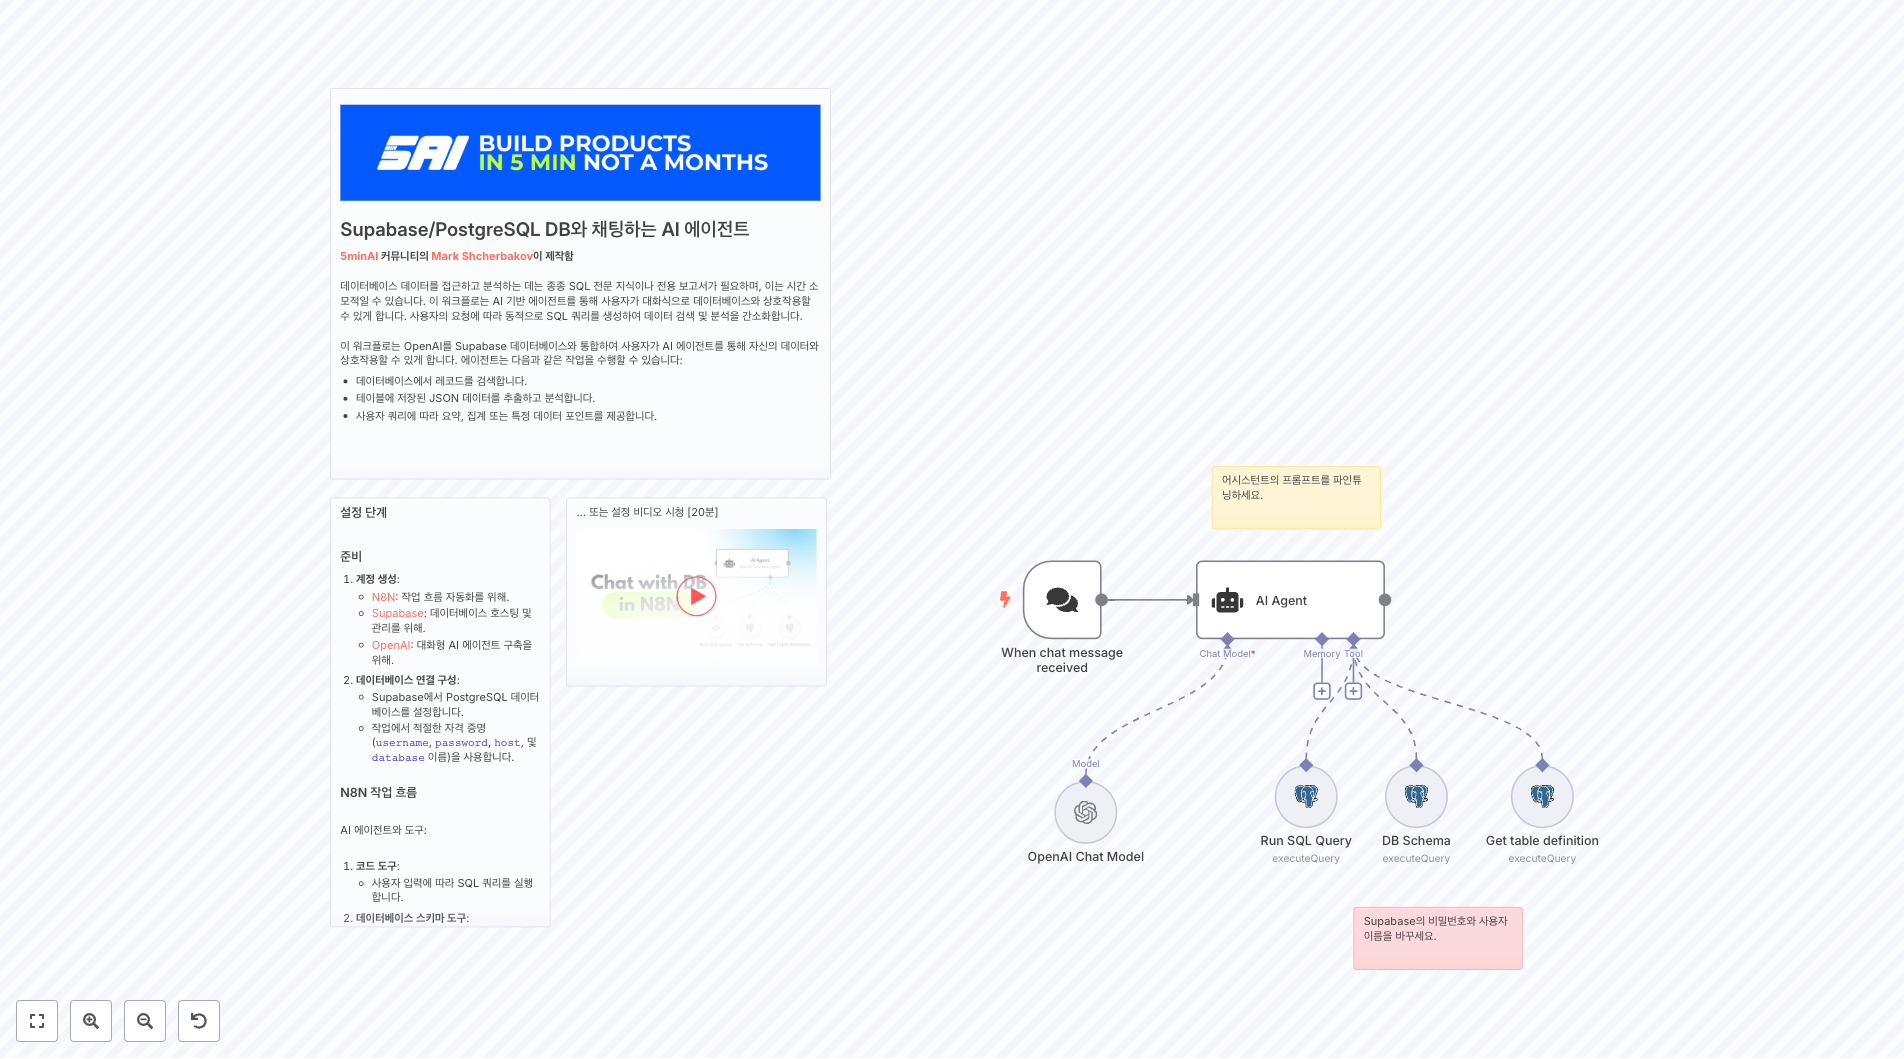 5AI BUILD PRODUCTS
IN 5 MIN NOT A MONTHS
Supabase/PostgreSQL DB와 채팅하는 AI 에이전트
5minAI 커뮤니티의 Mark Shcherbakov이 제작함
데이터베이스 데이터를 접근하고 분석하는 데는 종종 SQL 전문 지식이나 전용 보고서가 필요하며, 이는 시간 소
모적일 수 있습니다. 이 워크플로는 AI 기반 에이전트를 통해 사용자가 대화식으로 데이터베이스와 상호작용할
수 있게 합니다. 사용자의 요청에 따라 동적으로 SQL 쿼리를 생성하여 데이터 검색 및 분석을 간소화합니다.
이 워크플로는 OpenAI를 Supabase 데이터베이스와 통합하여 사용자가 AI 에이전트를 통해 자신의 데이터와
상호작용할 수 있게 합니다. 에이전트는 다음과 같은 작업을 수행할 수 있습니다:
• 데이터베이스에서 레코드를 검색합니다.
• 테이블에 저장된 JSON 데이터를 추출하고 분석합니다.
• 사용자 쿼리에 따라 요약, 집계 또는 특정 데이터 포인트를 제공합니다.
설정 단계
준비
1. 계정 생성:
N8N: 작업 흐름 자동화를 위해.
Supabase: 데이터베이스 호스팅 및
관리를 위해.
OpenAI: 대화형 AI 에이전트 구축을
위해.
2. 데이터베이스 연결 구성:
Supabase에서 PostgreSQL 데이터
베이스를 설정합니다.
작업에서 적절한 자격 증명
(username, password, host, 및
database 이름)을 사용합니다.
N8N 작업 흐름
AI 에이전트와 도구:
1. 코드 도구:
사용자 입력에 따라 SQL 쿼리를 실행
합니다.
2. 데이터베이스 스키마 도구:
... 또는 설정 비디오 시청 [20분]
AI Agent
Chat with DB
in N8N
어시스턴트의 프롬프트를 파인튜
닝하세요.
When chat message
received
AI Agent
Chat Model*
Memory
Tool
Model
OpenAI Chat Model
Run SQL Query
executeQuery
DB Schema
executeQuery
Get table definition
executeQuery
Supabase의 비밀번호와 사용자
이름을 바꾸세요.